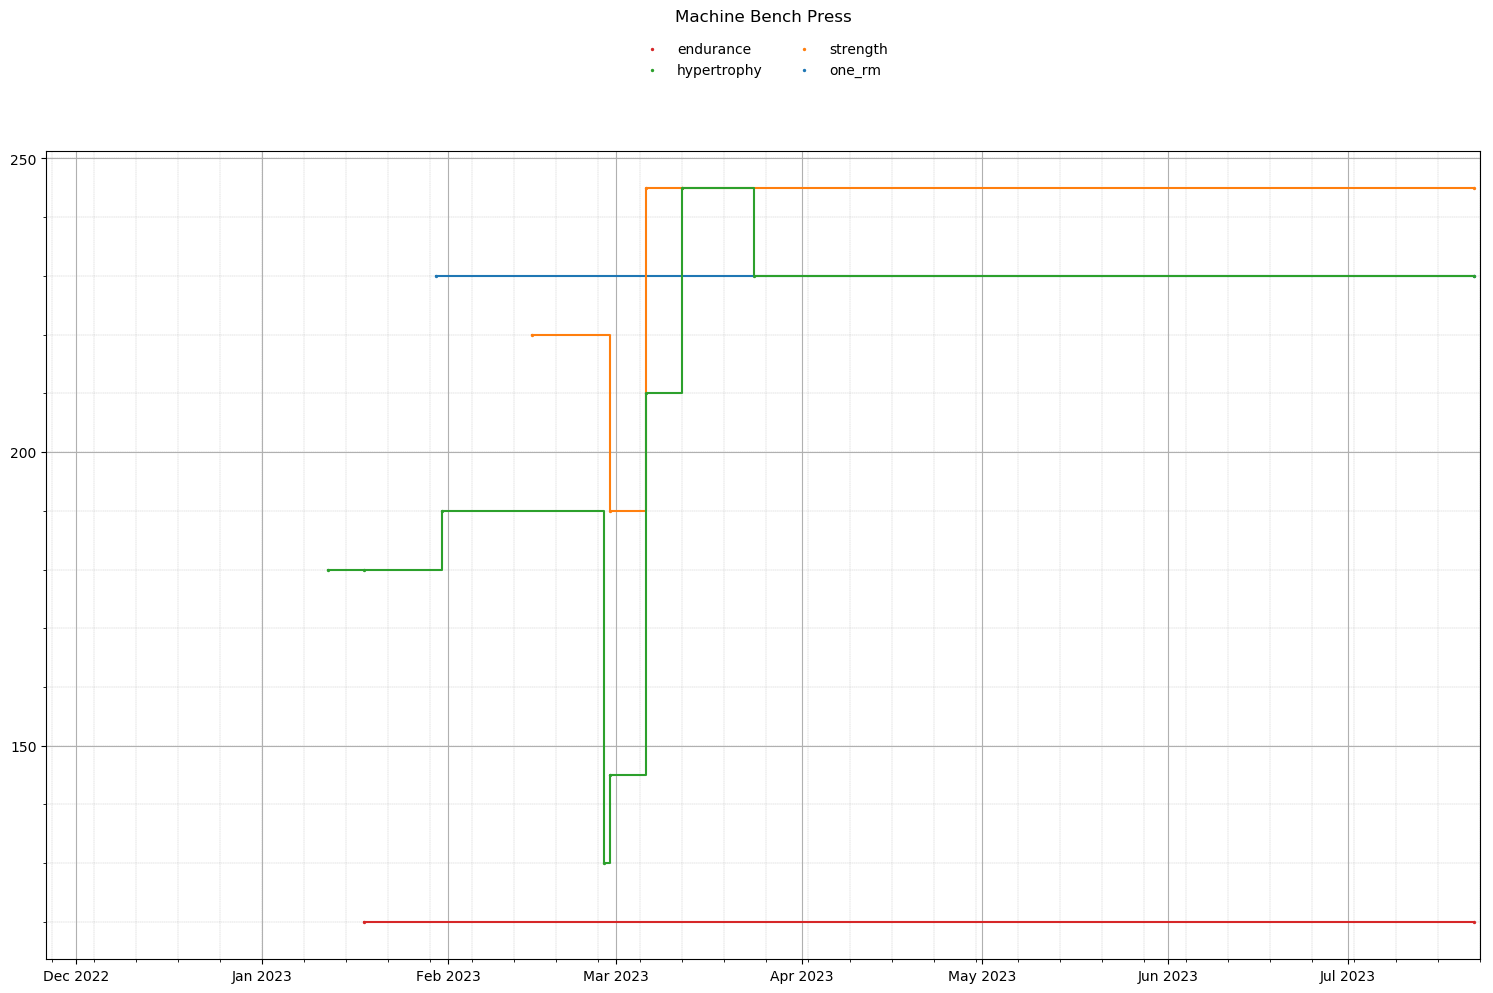 Machine Bench Press
endurance
hypertrophy
strength
one_rm
250
200
150
Dec 2022
Jan 2023
Feb 2023
Mar 2023
Apr 2023
May 2023
Jun 2023
Jul 2023